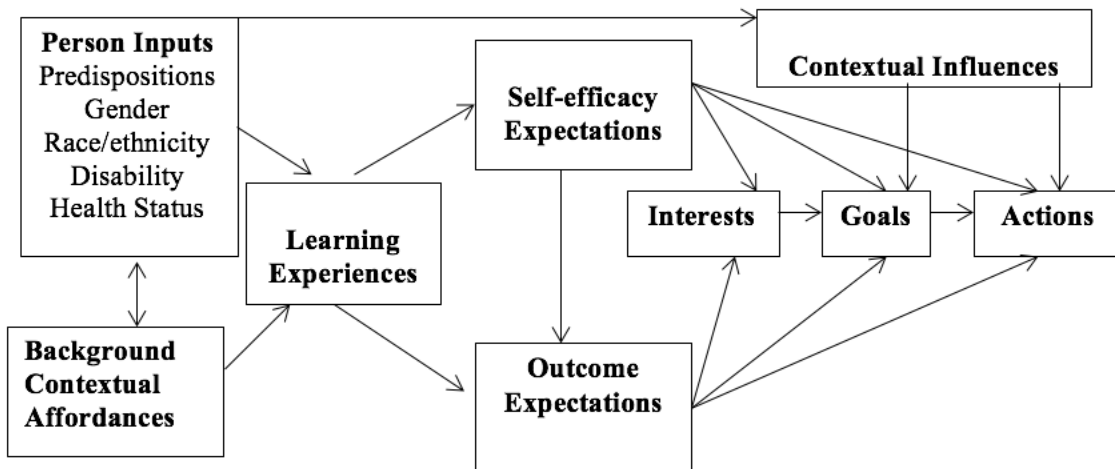 Person Inputs
Predispositions
Gender
Race/ethnicity
Disability
Health Status
Background
Contextual
Affordances
Learning
Experiences
Self-efficacy
Expectations
Outcome
Expectations
Contextual Influences
Interests
Goals
Actions